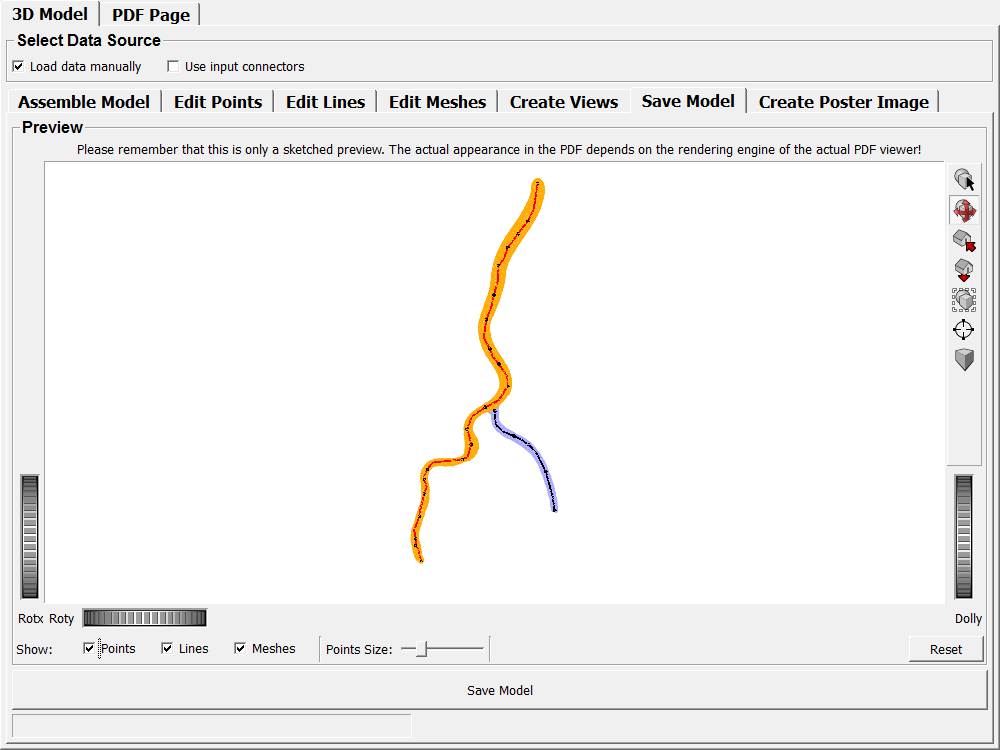 3D Model PDF Page
Select Data Source
Load data manually Use input connectors
Assemble Model Edit Points Edit Lines Edit Meshes Create Views Save Model Create Poster Image
Preview
Please remember that this is only a sketched preview. The actual appearance in the PDF depends on the rendering engine of the actual PDF viewer!
Rotx Roty Dolly
Show: Points Lines Meshes Points Size: Reset
Save Model